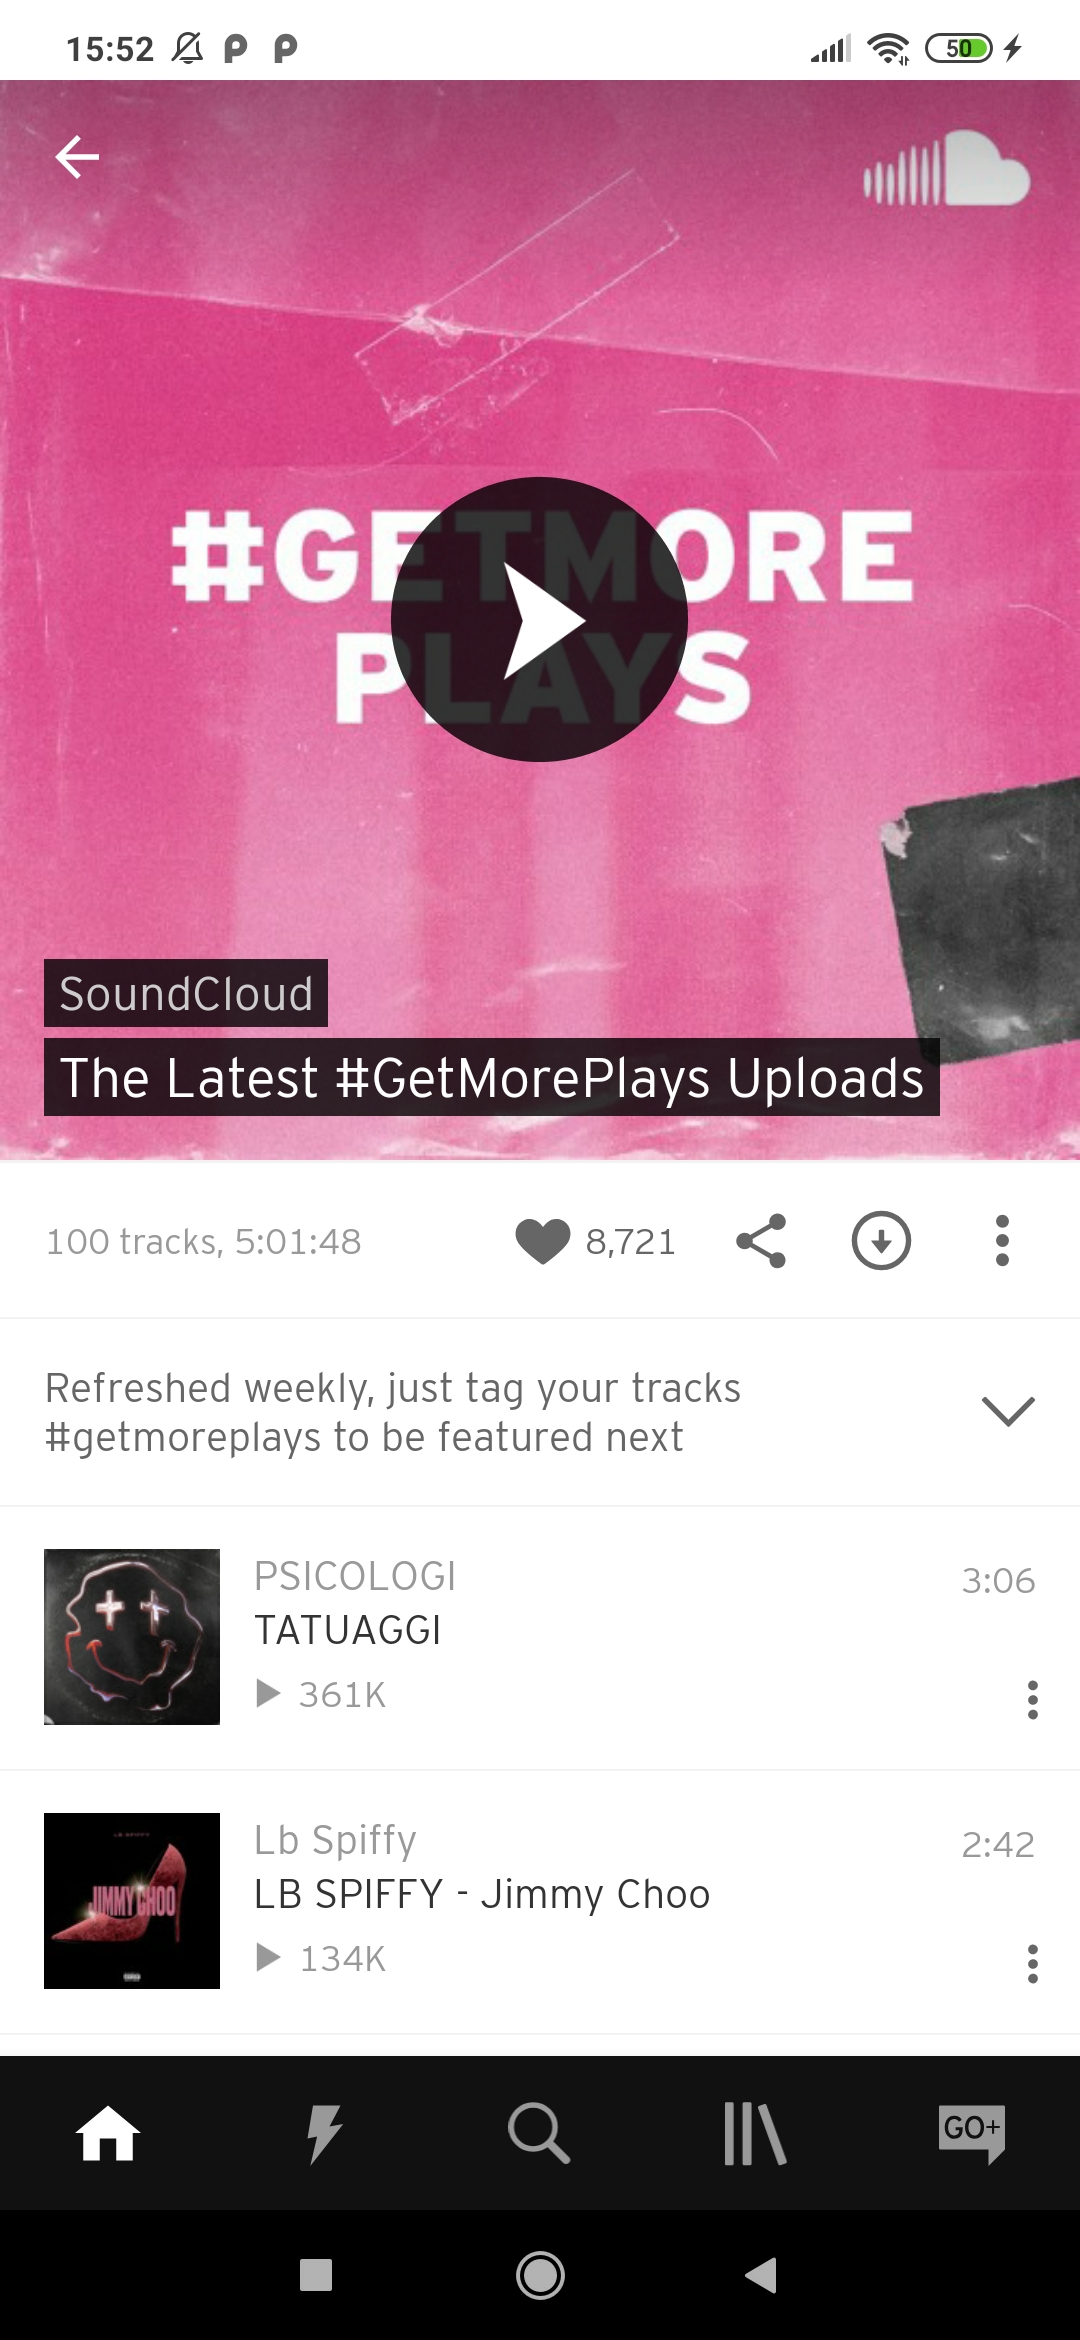 15:52
50
#GETMORE
PLAYS
SoundCloud
The Latest #GetMorePlays Uploads
100 tracks, 5:01:48
8,721
Refreshed weekly, just tag your tracks
#getmoreplays to be featured next
PSICOLOGI
3:06
TATUAGGI
361K
LB SPIFFY
JIMMY CHOO
Lb Spiffy
2:42
LB SPIFFY - Jimmy Choo
134K
GO+